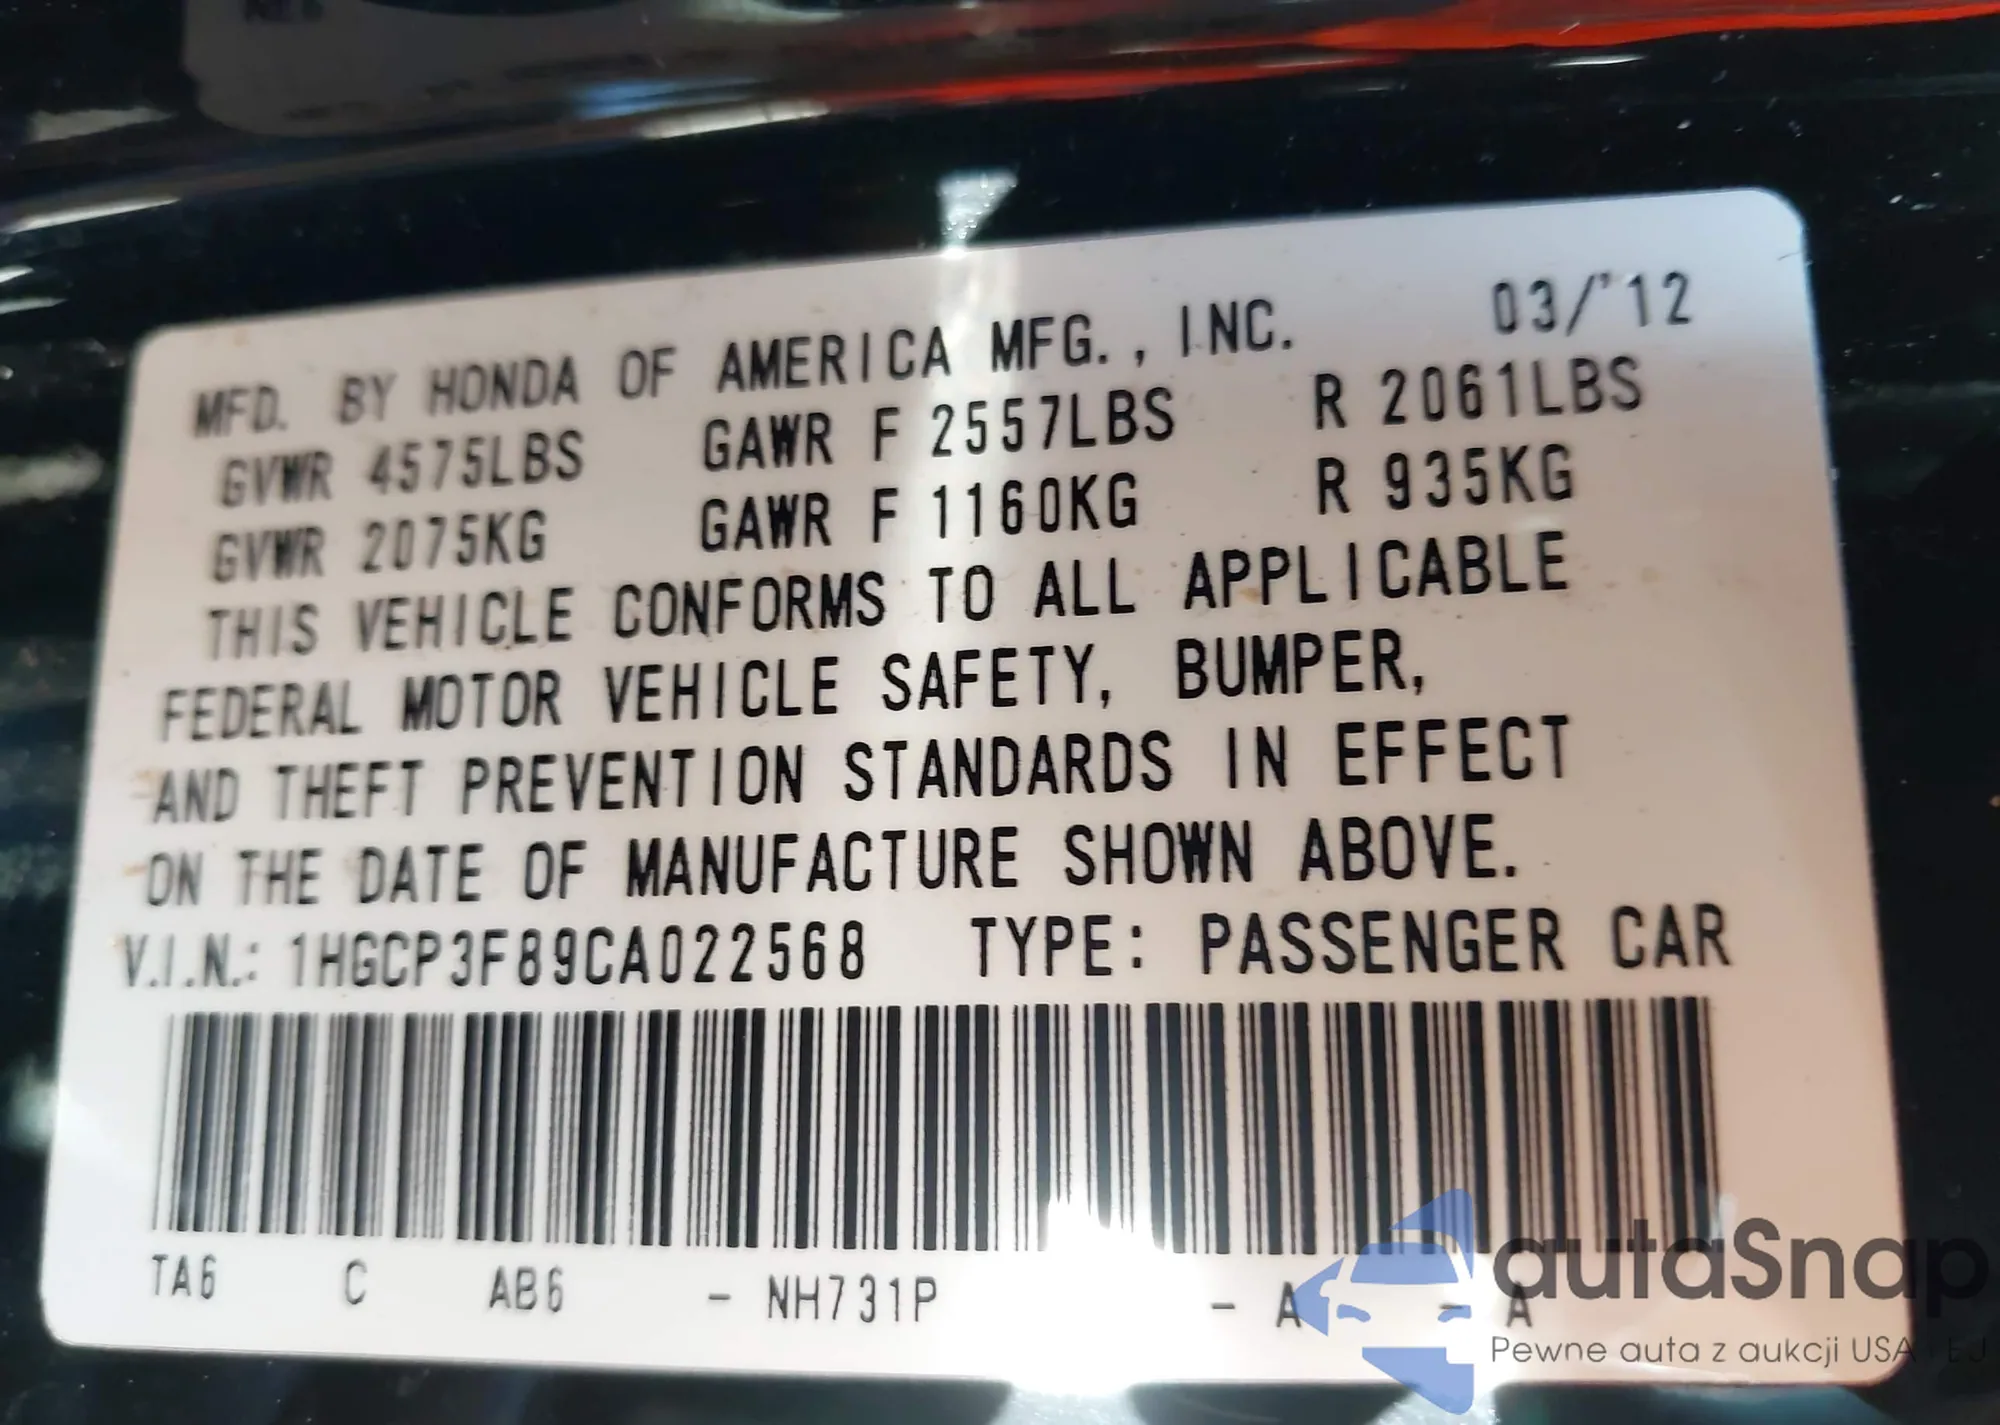 MFD. BY HONDA OF AMERICA MFG., INC. 03/'12
GVWR 4575LBS GAWR F 2557LBS R 2061LBS
GVWR 2075KG GAWR F 1160KG R 935KG
THIS VEHICLE CONFORMS TO ALL APPLICABLE
FEDERAL MOTOR VEHICLE SAFETY, BUMPER,
AND THEFT PREVENTION STANDARDS IN EFFECT
ON THE DATE OF MANUFACTURE SHOWN ABOVE.
V.I.N.: 1HGCP3F89CA022568 TYPE: PASSENGER CAR
TA6 C AB6 - NH731P - A - A
autaSnap
Pewne auta z aukcji USA